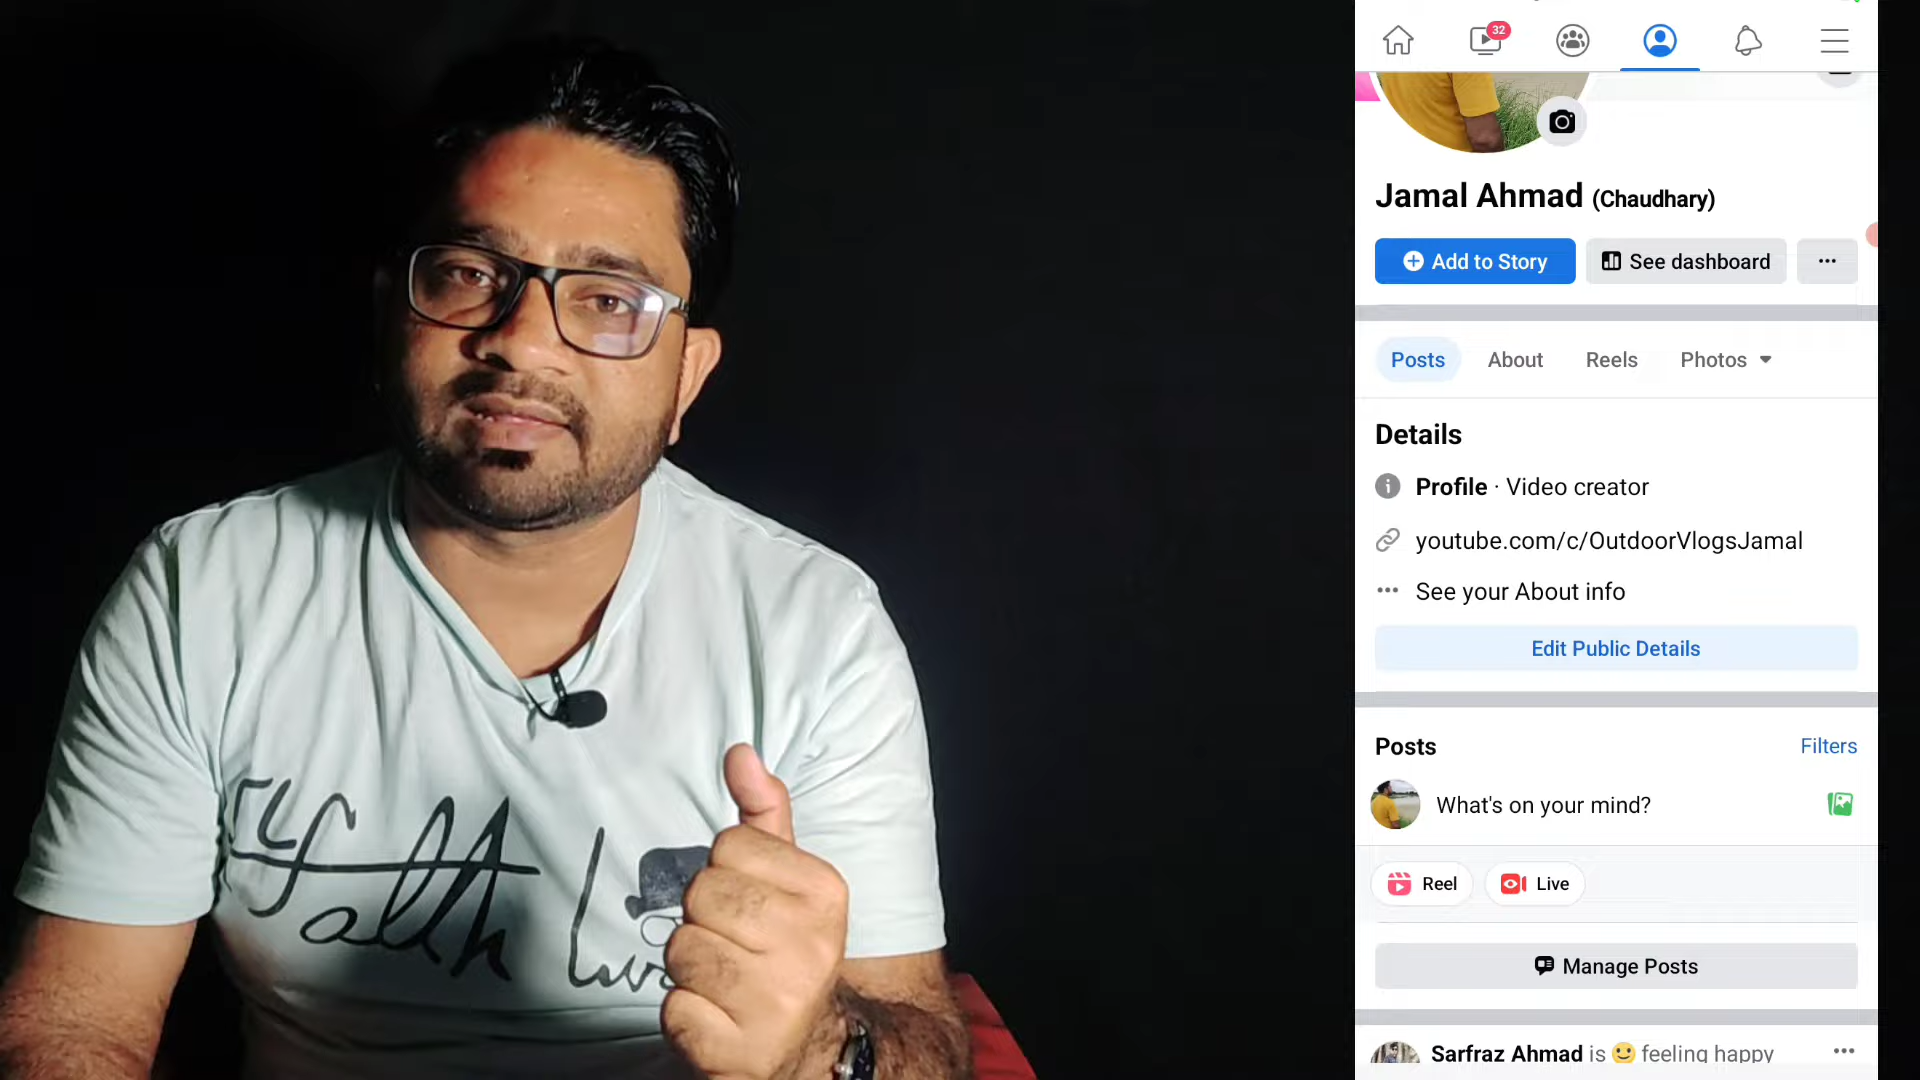 32
Jamal Ahmad (Chaudhary)
Add to Story
See dashboard
Posts
About
Reels
Photos
Details
Profile · Video creator
youtube.com/c/OutdoorVlogsJamal
See your About info
Edit Public Details
Posts
Filters
What's on your mind?
Reel
Live
Manage Posts
Sarfraz Ahmad is 🙂 feeling happy